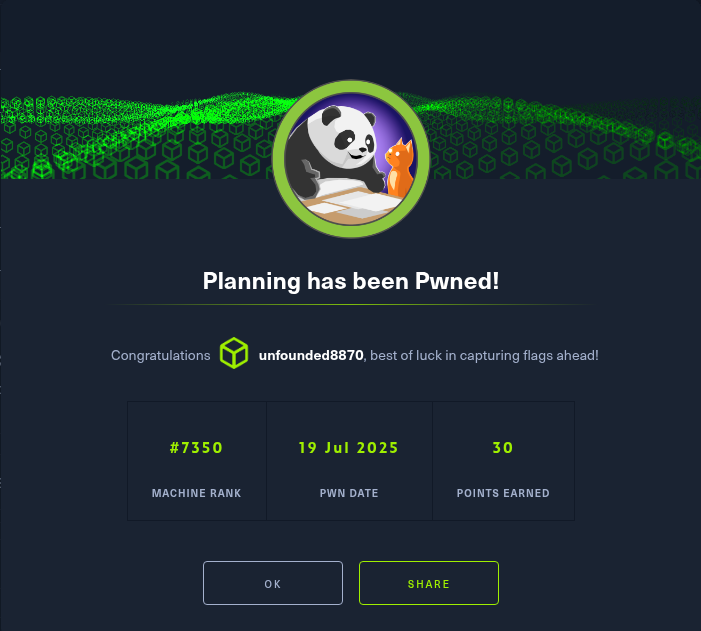 Planning has been Pwned!
Congratulations unfounded8870, best of luck in capturing flags ahead!
#7350 19 Jul 2025 30
MACHINE RANK PWN DATE POINTS EARNED
OK SHARE